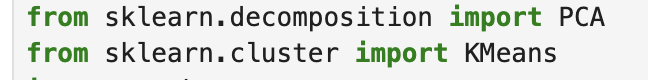 from sklearn.decomposition import PCA
from sklearn.cluster import KMeans